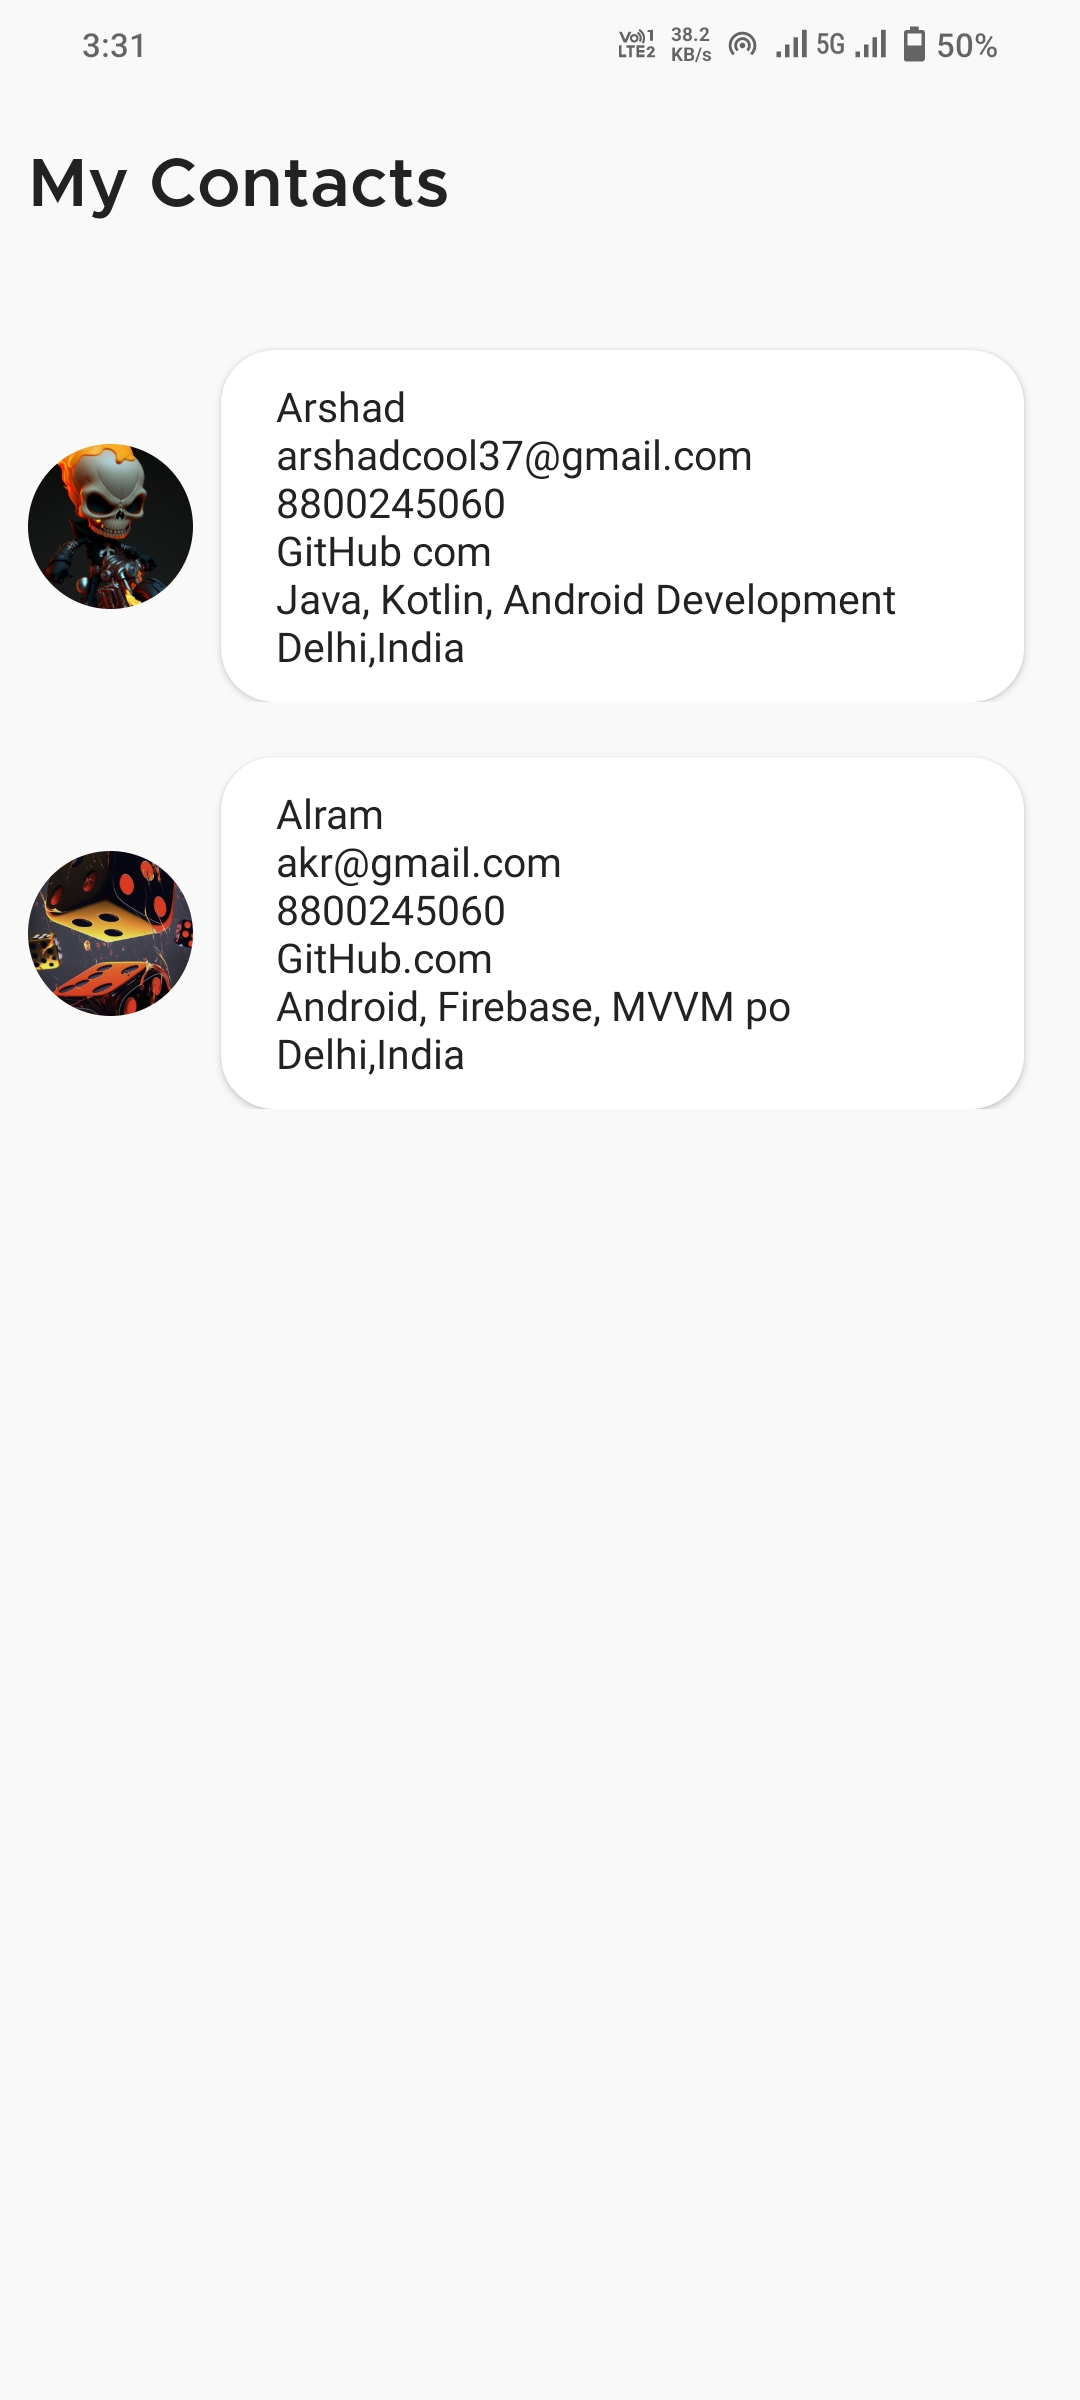 3:31
Vo))1 LTE2 38.2 KB/s 5G 50%
My Contacts
Arshad
arshadcool37@gmail.com
8800245060
GitHub com
Java, Kotlin, Android Development
Delhi,India
Alram
akr@gmail.com
8800245060
GitHub.com
Android, Firebase, MVVM po
Delhi,India